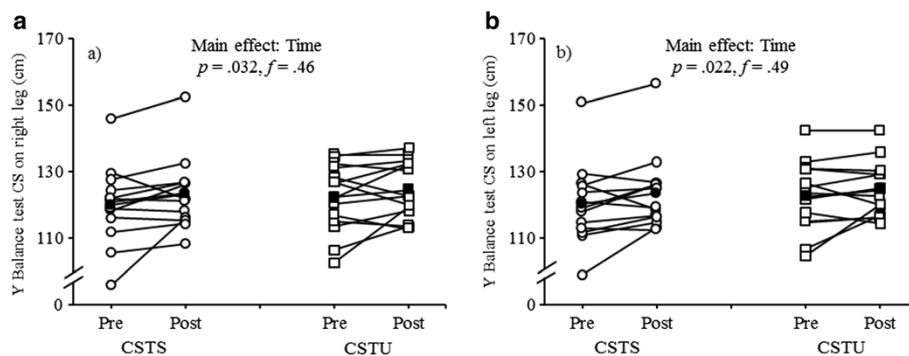 a
170
150
130
110
0
Y Balance test CS on right leg (cm)
a)
Main effect: Time
p = .032, f = .46
Pre Post Pre Post
CSTS CSTU
b
170
150
130
110
0
Y Balance test CS on left leg (cm)
b)
Main effect: Time
p = .022, f = .49
Pre Post Pre Post
CSTS CSTU